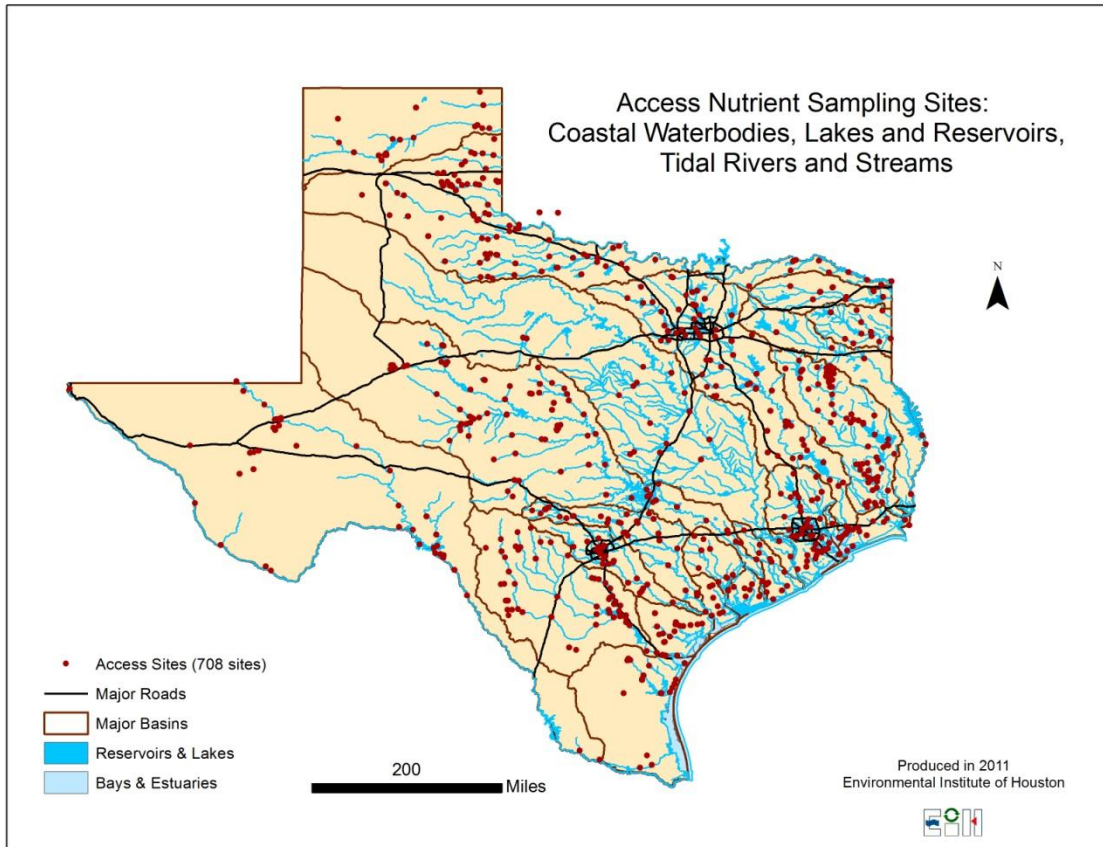 Access Nutrient Sampling Sites:
Coastal Waterbodies, Lakes and Reservoirs,
Tidal Rivers and Streams
N
Access Sites (708 sites)
Major Roads
Major Basins
Reservoirs & Lakes
Bays & Estuaries
200
Miles
Produced in 2011
Environmental Institute of Houston
EIH